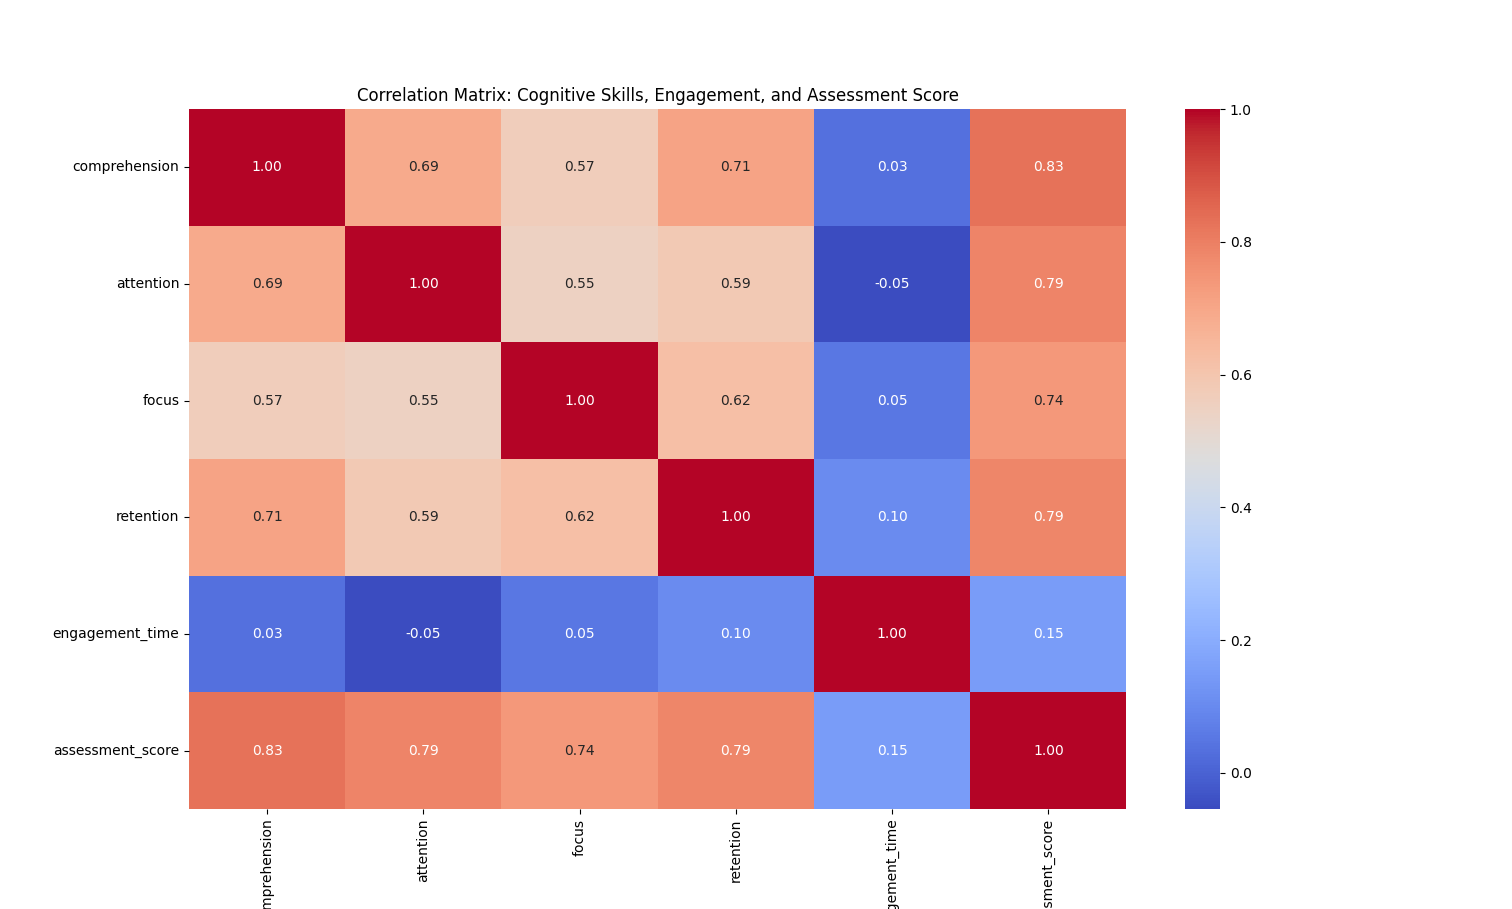 Correlation Matrix: Cognitive Skills, Engagement, and Assessment Score
comprehension 1.00 0.69 0.57 0.71 0.03 0.83
attention 0.69 1.00 0.55 0.59 -0.05 0.79
focus 0.57 0.55 1.00 0.62 0.05 0.74
retention 0.71 0.59 0.62 1.00 0.10 0.79
engagement_time 0.03 -0.05 0.05 0.10 1.00 0.15
assessment_score 0.83 0.79 0.74 0.79 0.15 1.00
mprehension
attention
focus
retention
gement_time
sment_score
1.0
0.8
0.6
0.4
0.2
0.0